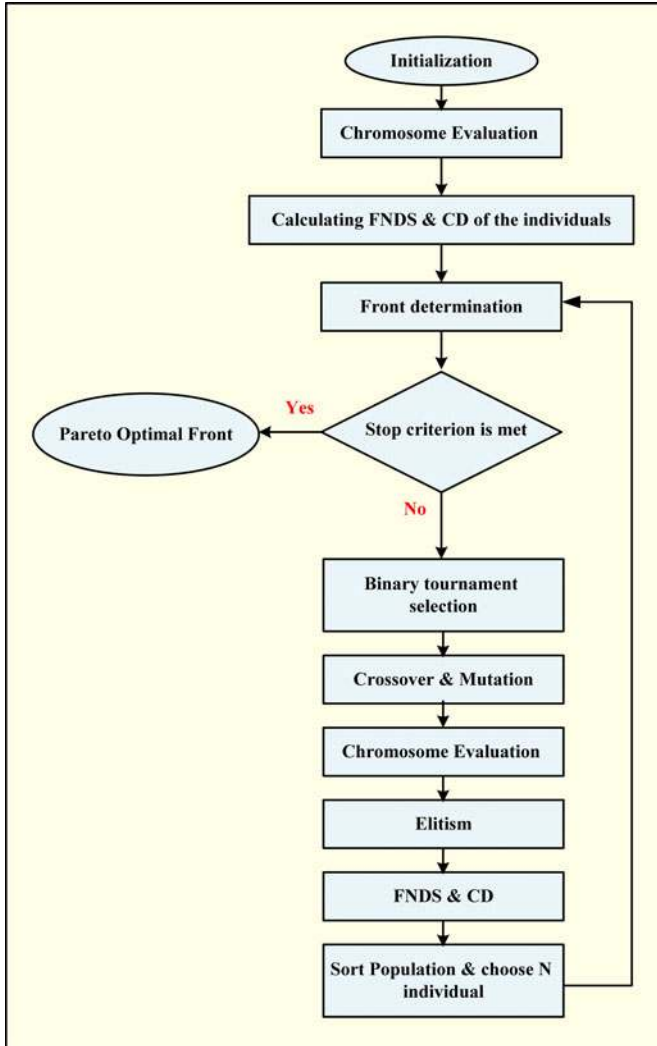 Initialization
Chromosome Evaluation
Calculating FNDS & CD of the individuals
Front determination
Yes
Pareto Optimal Front
Stop criterion is met
No
Binary tournament
selection
Crossover & Mutation
Chromosome Evaluation
Elitism
FNDS & CD
Sort Population & choose N
individual